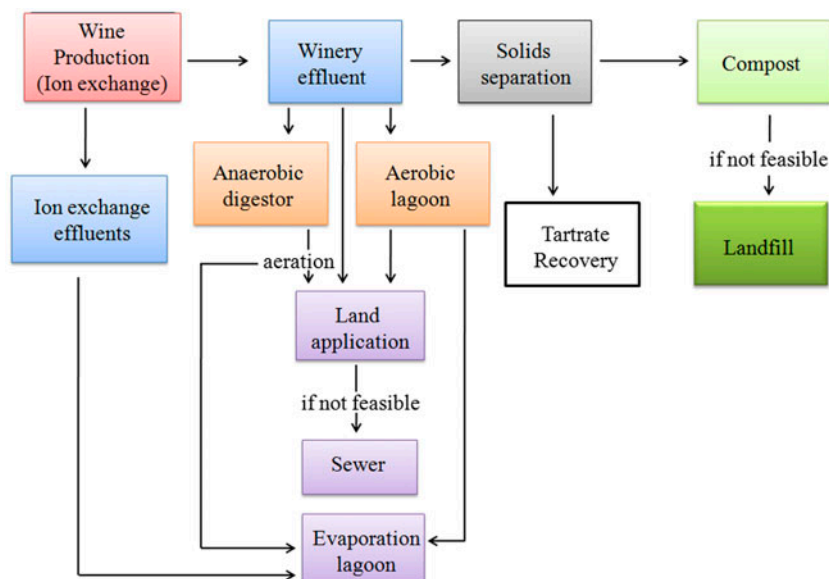 Wine
Production
(Ion exchange)
Winery
effluent
Solids
separation
Compost
Anaerobic
digestor
Aerobic
lagoon
if not feasible
Ion exchange
effluents
Tartrate
Recovery
Landfill
aeration
Land
application
if not feasible
Sewer
Evaporation
lagoon